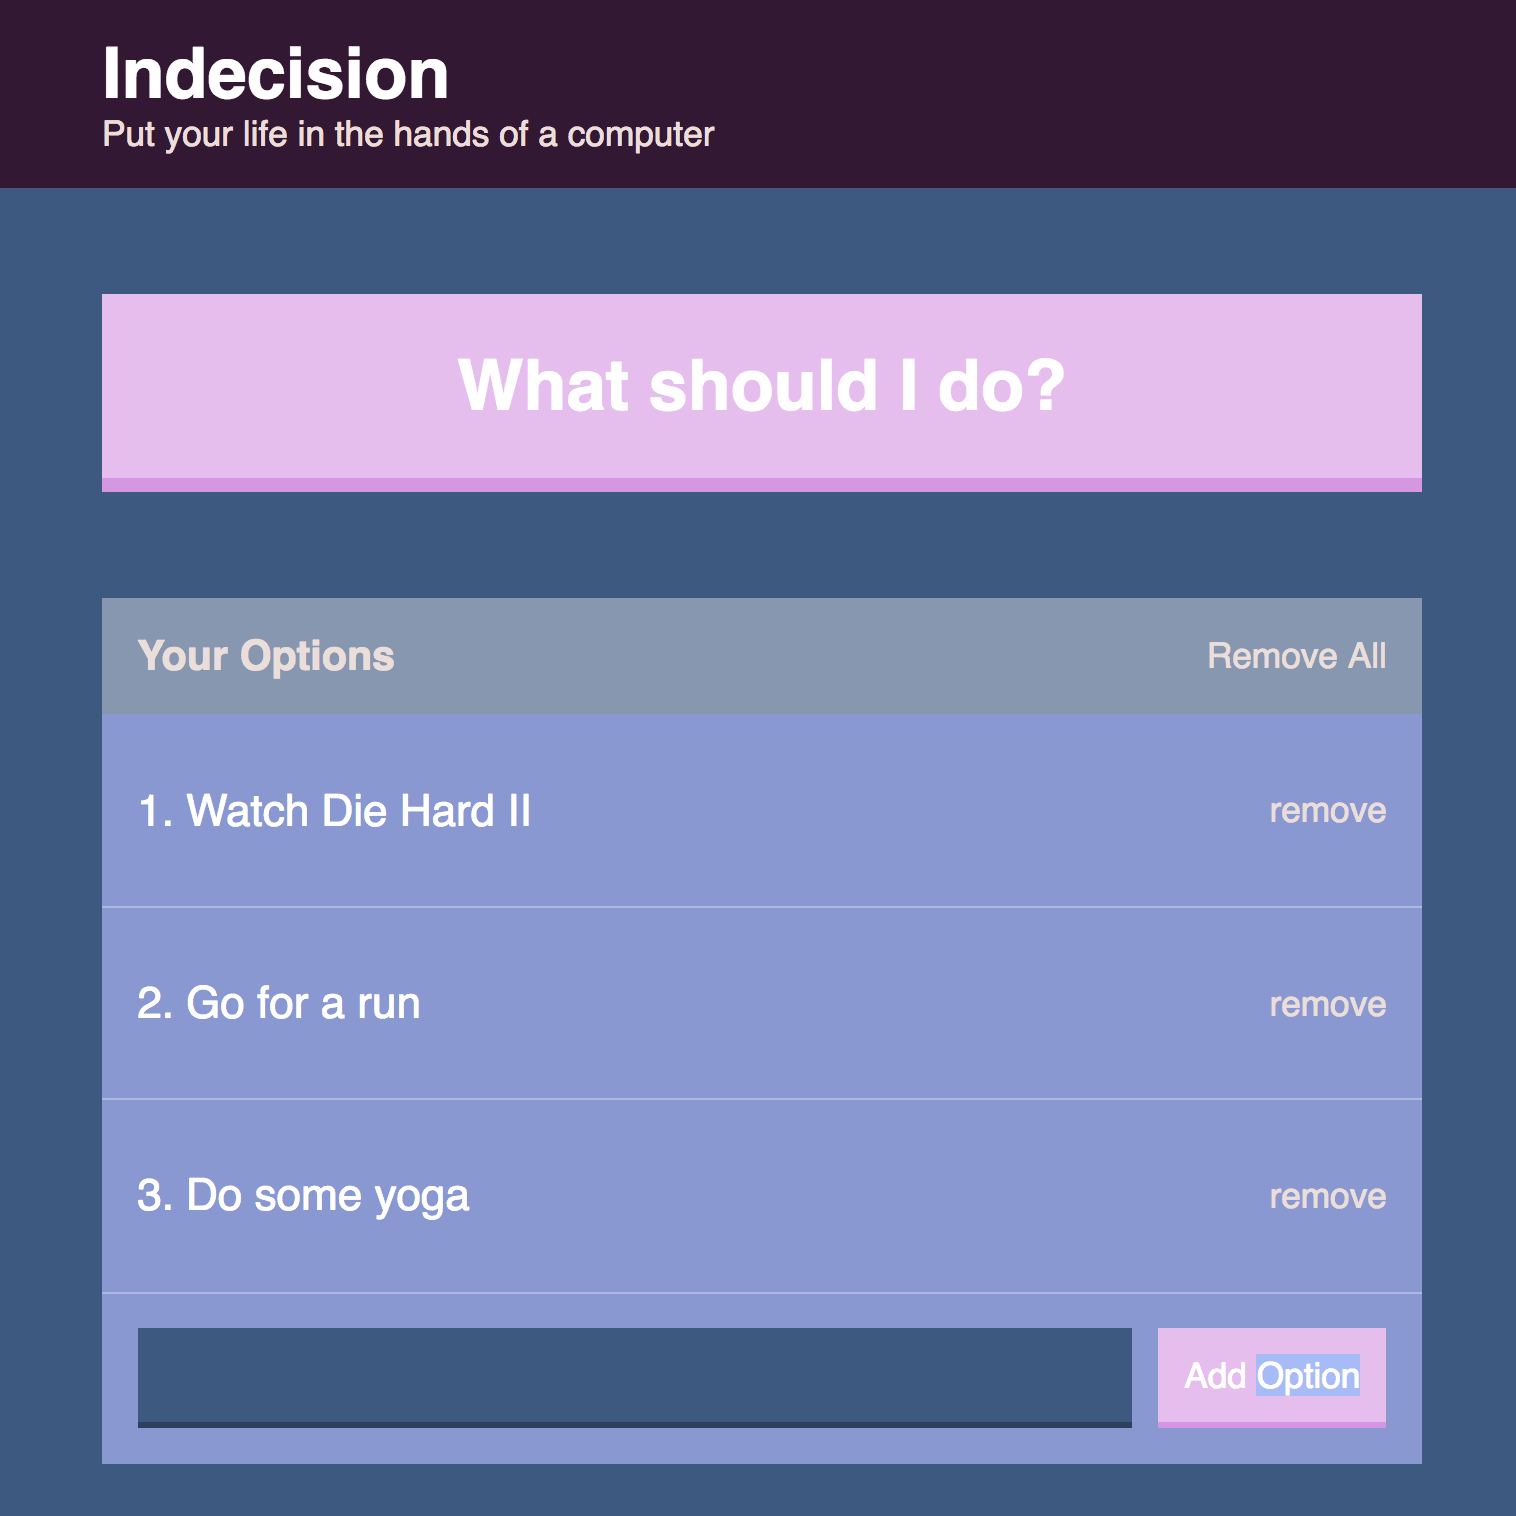 Indecision
Put your life in the hands of a computer
What should I do?
Your Options
Remove All
1. Watch Die Hard II
remove
2. Go for a run
remove
3. Do some yoga
remove
Add Option